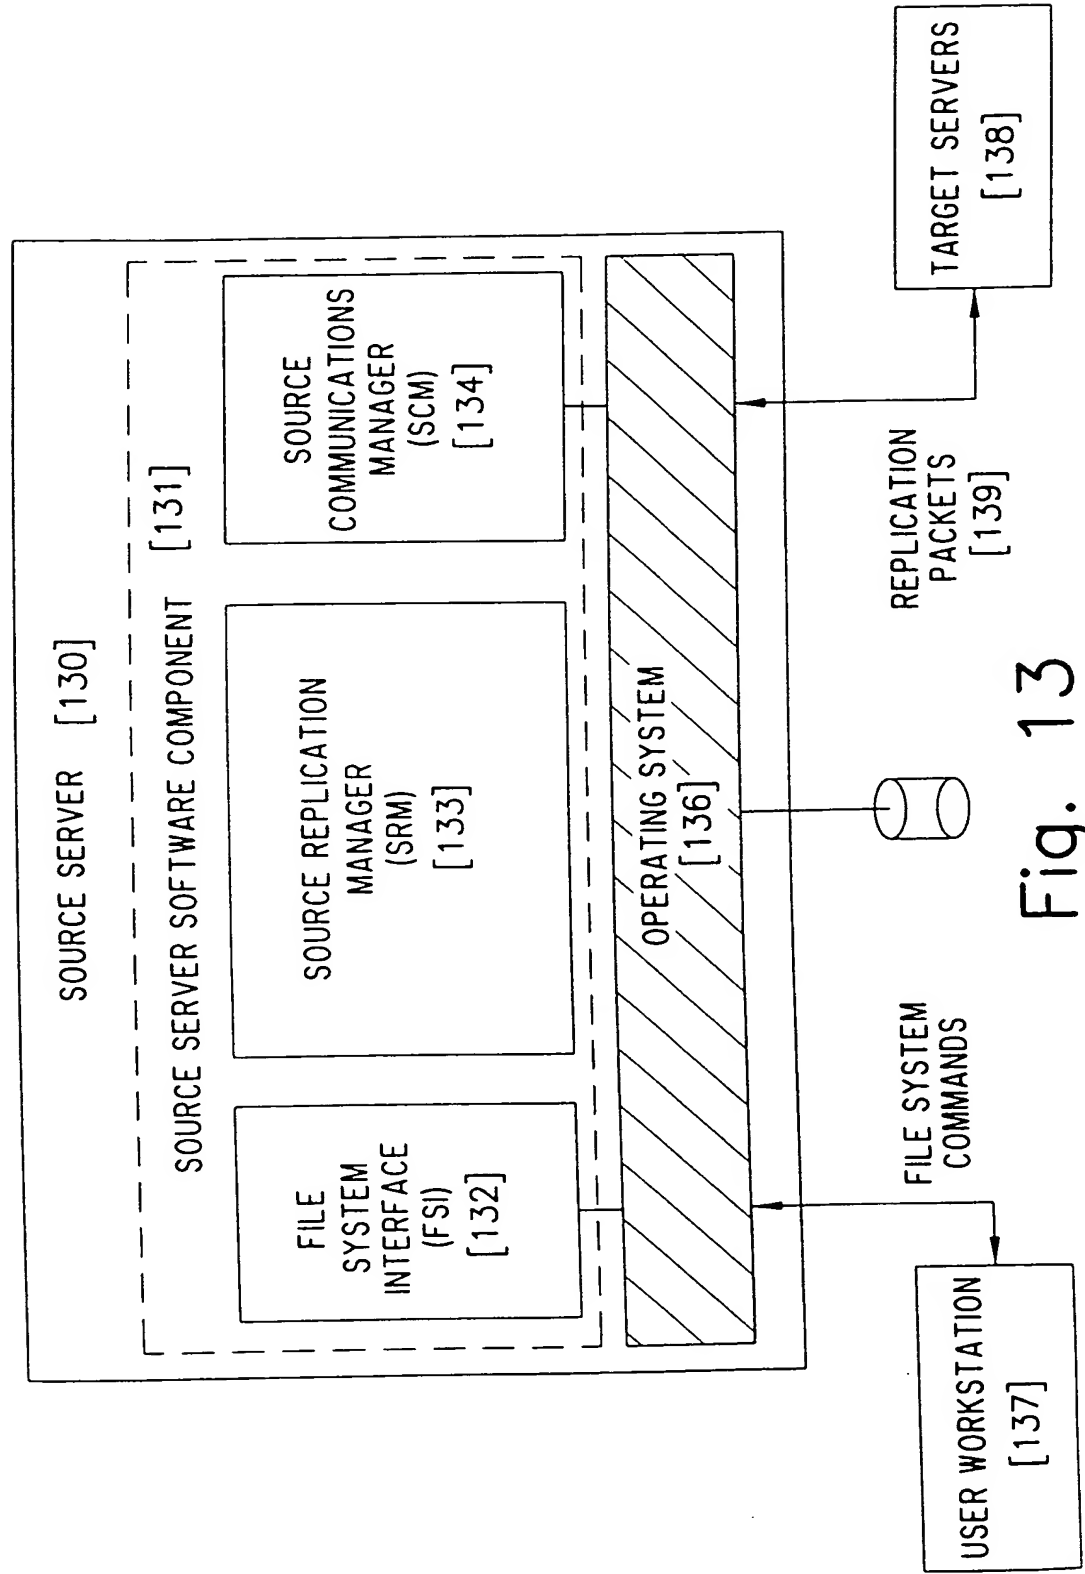 SOURCE SERVER [130]
SOURCE SERVER SOFTWARE COMPONENT [131]
FILE
SYSTEM
INTERFACE
(FSI)
[132]
SOURCE REPLICATION
MANAGER
(SRM)
[133]
SOURCE
COMMUNICATIONS
MANAGER
(SCM)
[134]
OPERATING SYSTEM
[136]
FILE SYSTEM
COMMANDS
REPLICATION
PACKETS
[139]
USER WORKSTATION
[137]
TARGET SERVERS
[138]
Fig. 13